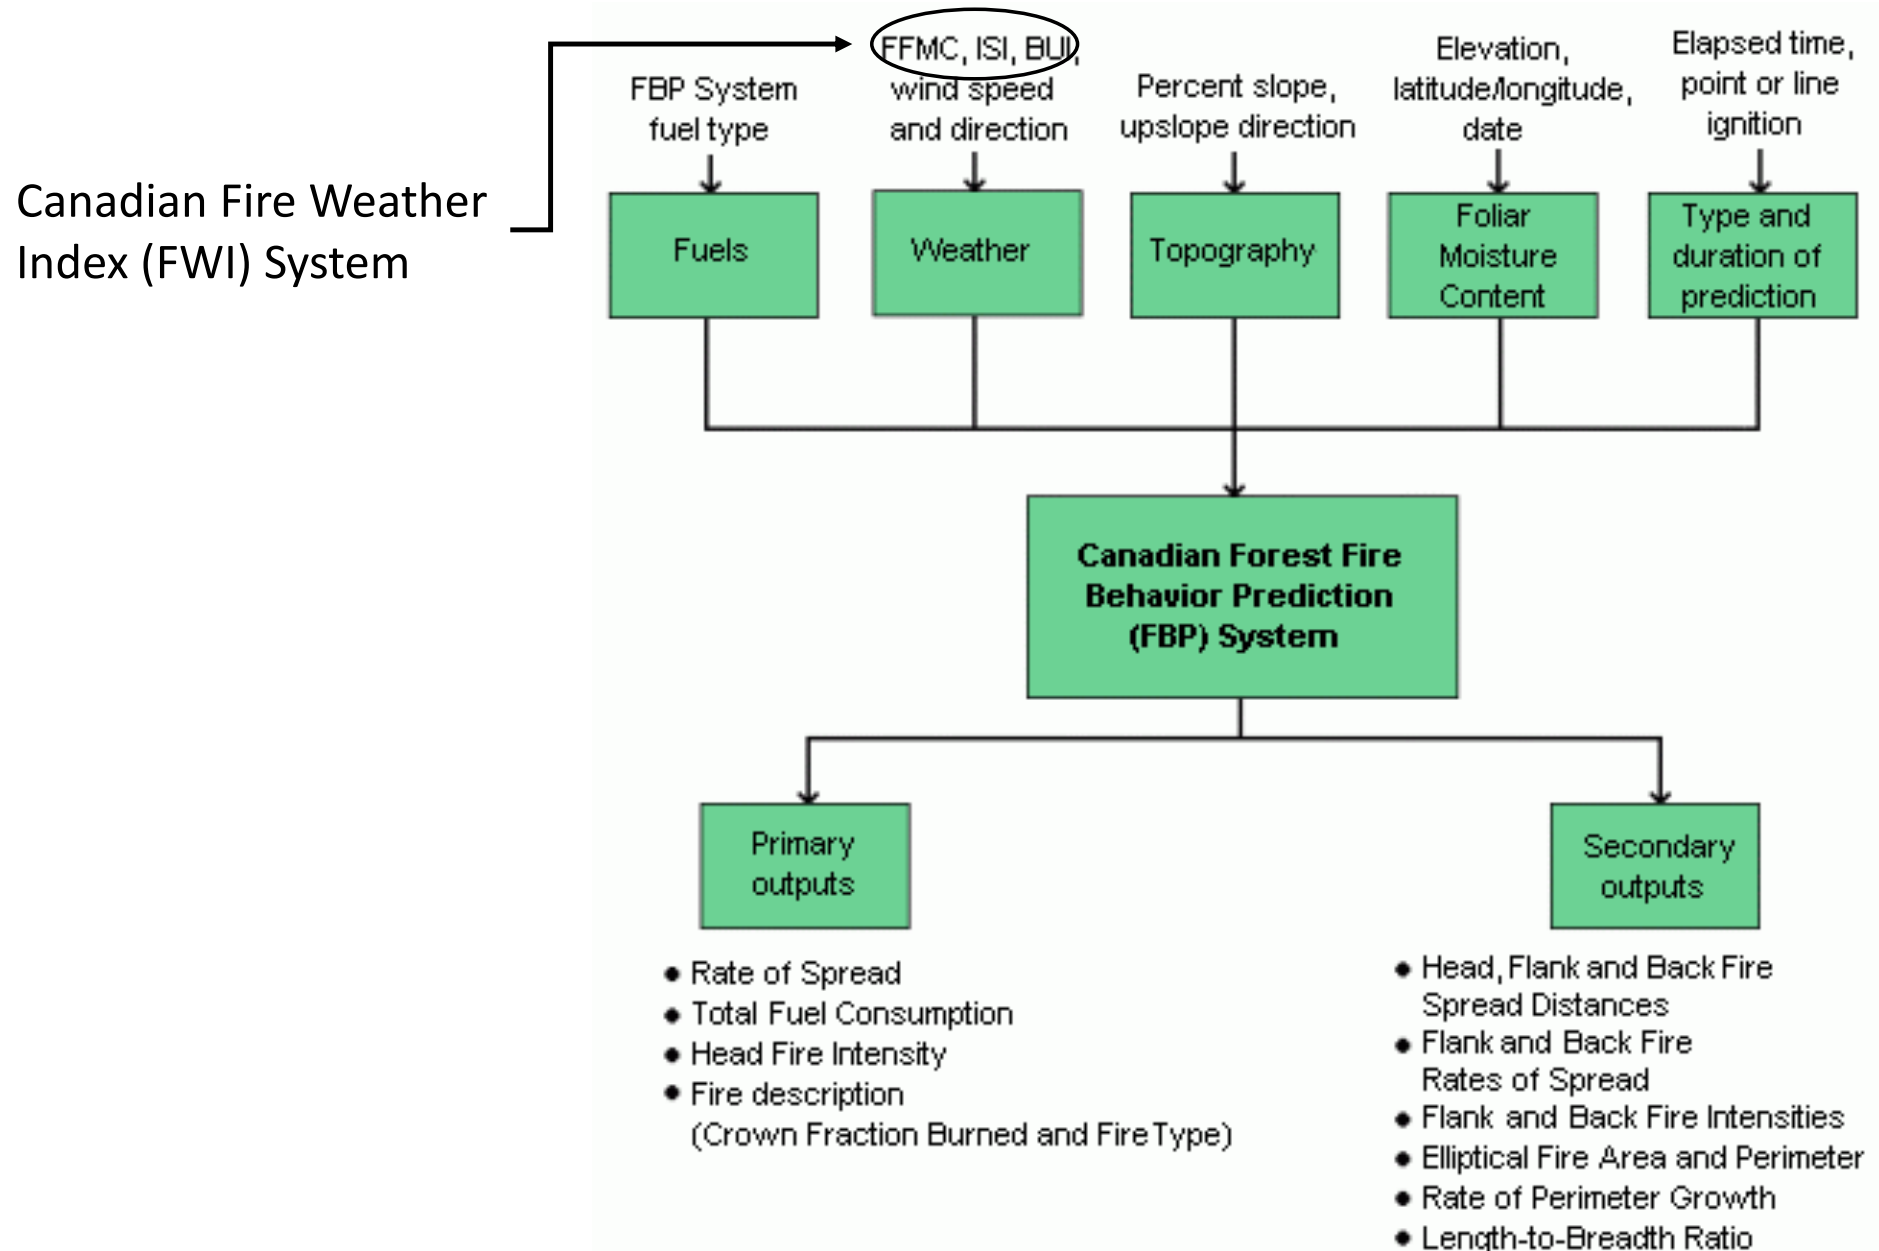 Canadian Fire Weather
Index (FWI) System
FBP System
fuel type
FFMC, ISI, BUI,
wind speed
and direction
Percent slope,
upslope direction
Elevation,
latitude/longitude,
date
Elapsed time,
point or line
ignition
Fuels
Weather
Topography
Foliar
Moisture
Content
Type and
duration of
prediction
Canadian Forest Fire
Behavior Prediction
(FBP) System
Primary
outputs
Secondary
outputs
● Rate of Spread
● Total Fuel Consumption
● Head Fire Intensity
● Fire description
(Crown Fraction Burned and Fire Type)
● Head, Flank and Back Fire
Spread Distances
● Flank and Back Fire
Rates of Spread
● Flank and Back Fire Intensities
● Elliptical Fire Area and Perimeter
● Rate of Perimeter Growth
● Length-to-Breadth Ratio